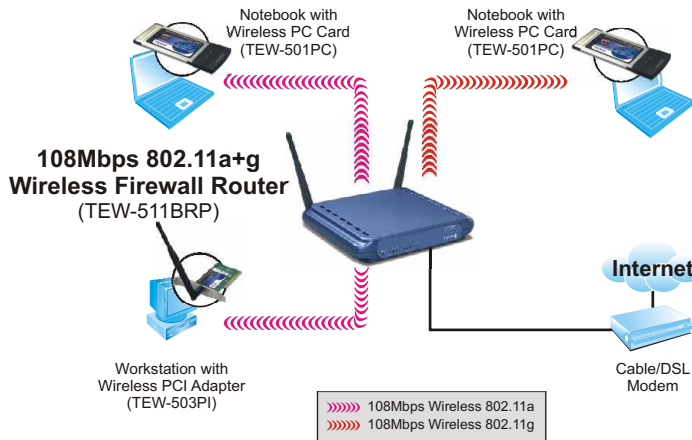 Notebook with
Wireless PC Card
(TEW-501PC)
Notebook with
Wireless PC Card
(TEW-501PC)
108Mbps 802.11a+g
Wireless Firewall Router
(TEW-511BRP)
Internet
Workstation with
Wireless PCI Adapter
(TEW-503PI)
Cable/DSL
Modem
108Mbps Wireless 802.11a
108Mbps Wireless 802.11g